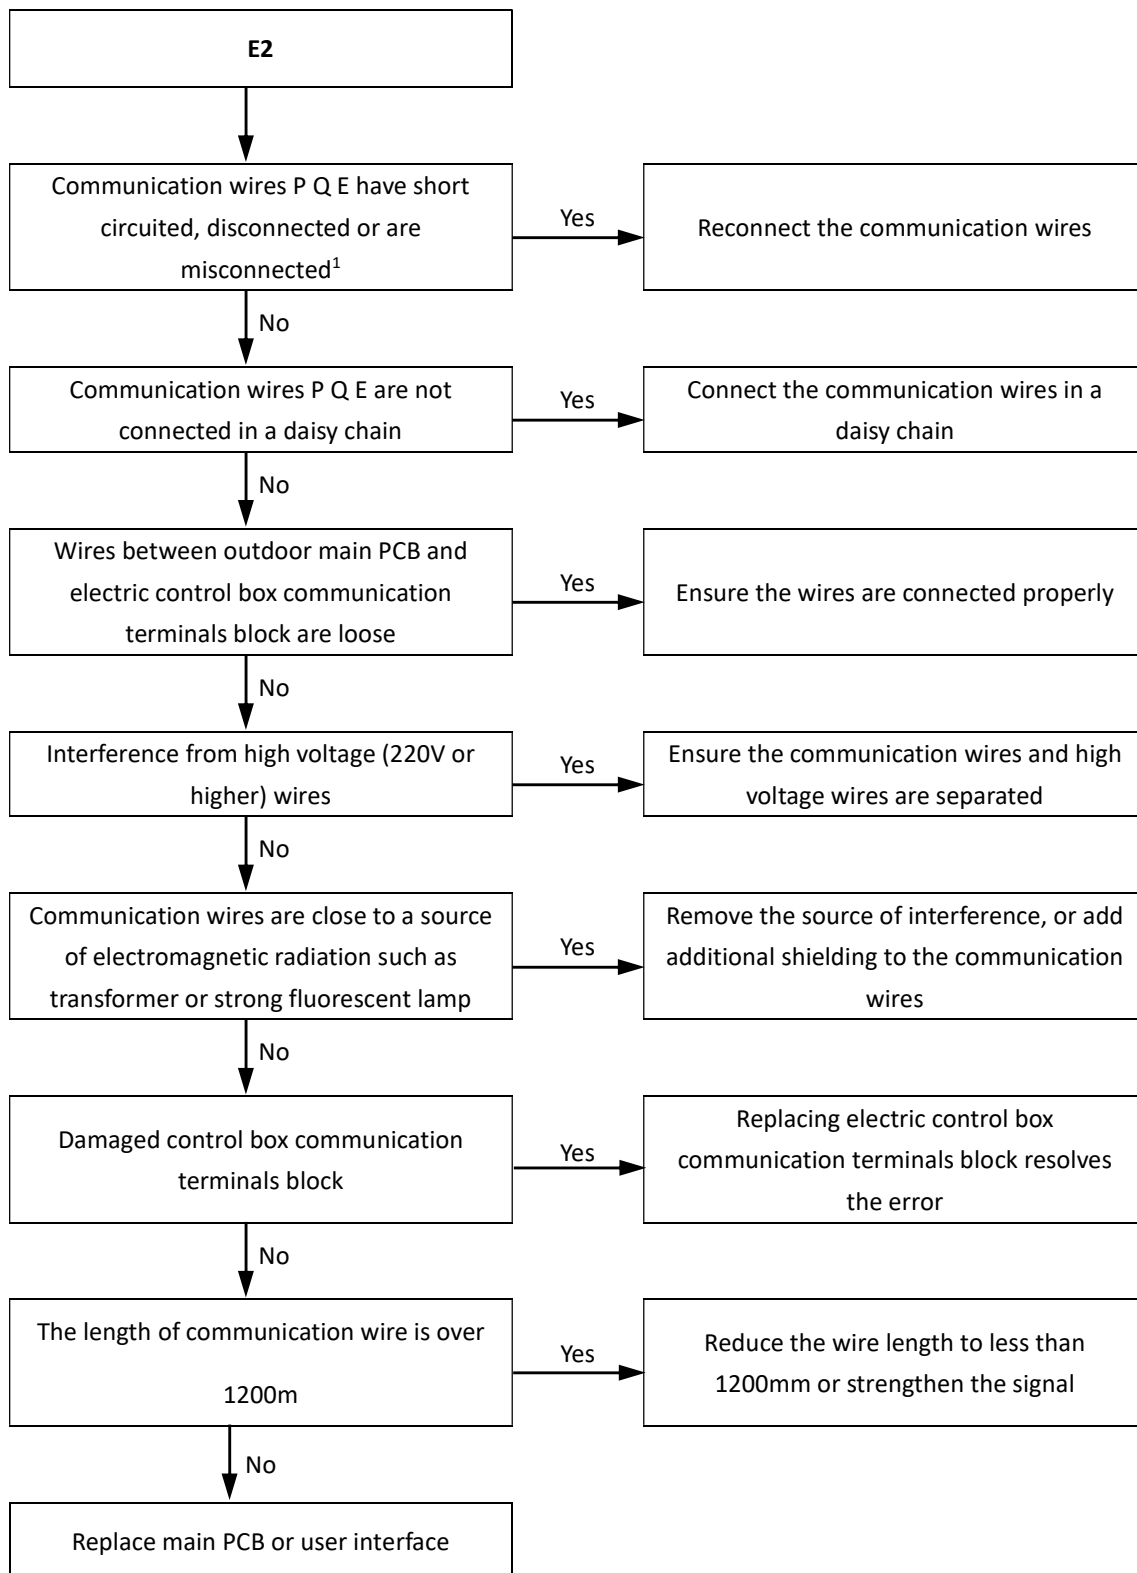 E2
Communication wires P Q E have short
circuited, disconnected or are
misconnected1
Yes
Reconnect the communication wires
No
Communication wires P Q E are not
connected in a daisy chain
Yes
Connect the communication wires in a
daisy chain
No
Wires between outdoor main PCB and
electric control box communication
terminals block are loose
Yes
Ensure the wires are connected properly
No
Interference from high voltage (220V or
higher) wires
Yes
Ensure the communication wires and high
voltage wires are separated
No
Communication wires are close to a source
of electromagnetic radiation such as
transformer or strong fluorescent lamp
Yes
Remove the source of interference, or add
additional shielding to the communication
wires
No
Damaged control box communication
terminals block
Yes
Replacing electric control box
communication terminals block resolves
the error
No
The length of communication wire is over
1200m
Yes
Reduce the wire length to less than
1200mm or strengthen the signal
No
Replace main PCB or user interface